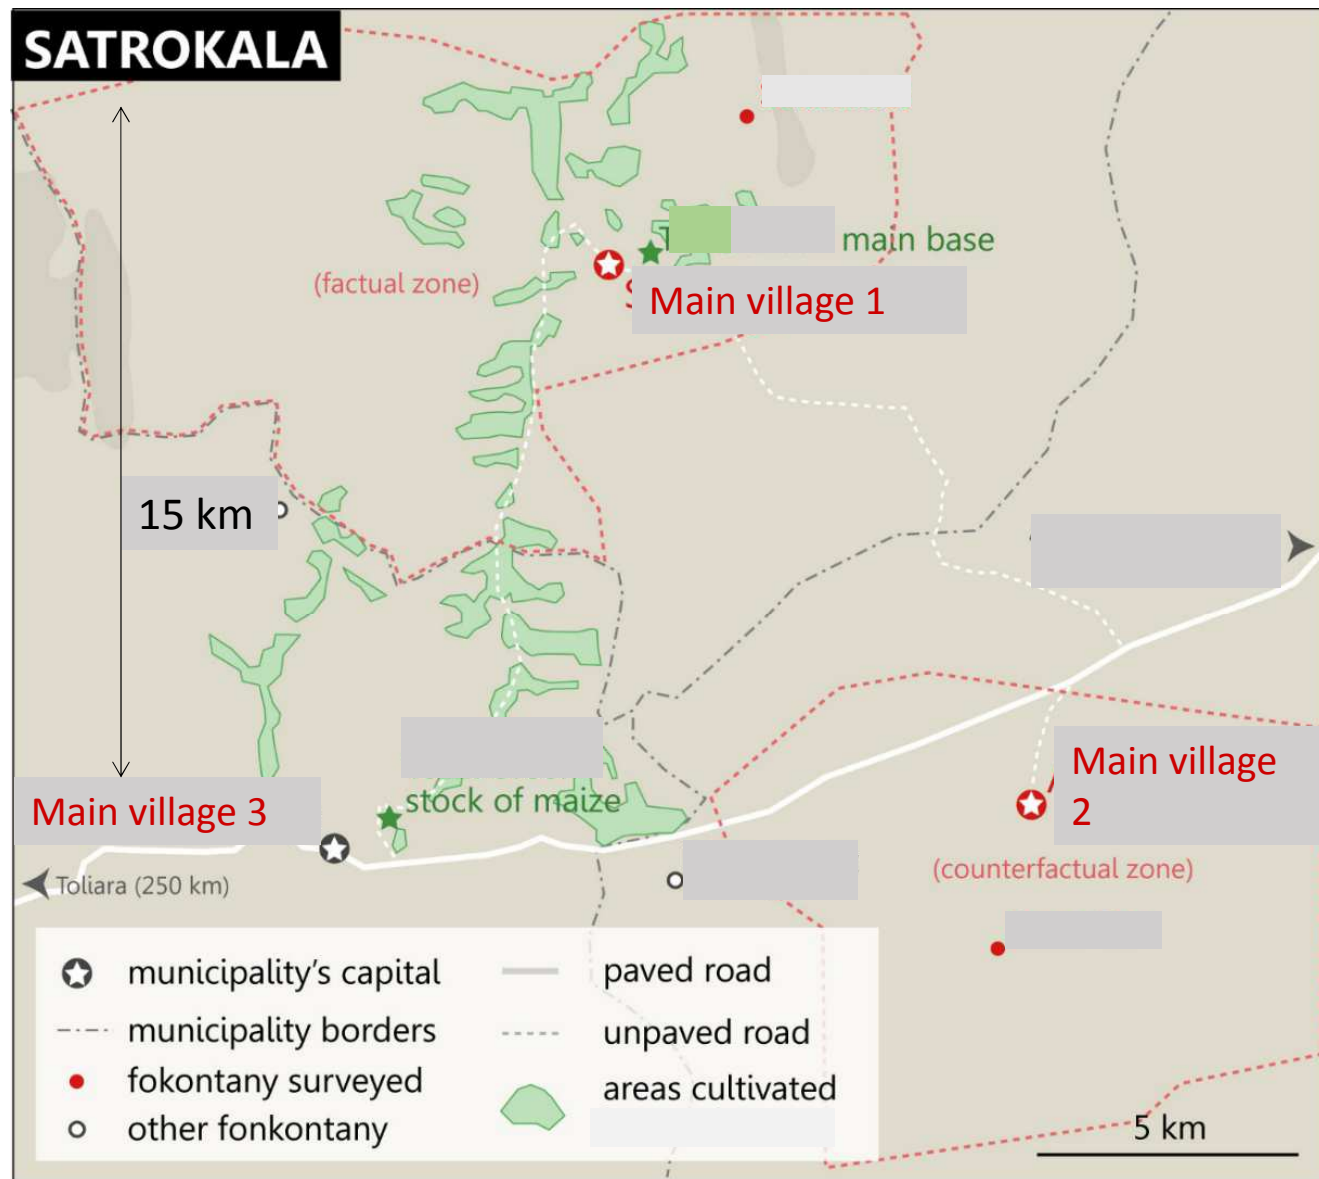 SATROKALA
main base
(factual zone)
Main village 1
15 km
Main village
2
Main village 3
stock of maize
Toliara (250 km)
(counterfactual zone)
municipality's capital
paved road
municipality borders
unpaved road
fokontany surveyed
areas cultivated
other fonkontany
5 km